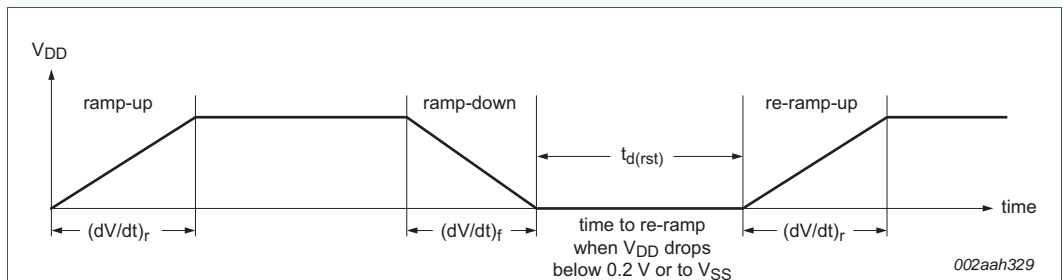 VDD
ramp-up
ramp-down
re-ramp-up
td(rst)
time
(dV/dt)r
(dV/dt)f
time to re-ramp
when VDD drops
below 0.2 V or to VSS
(dV/dt)r
002aah329